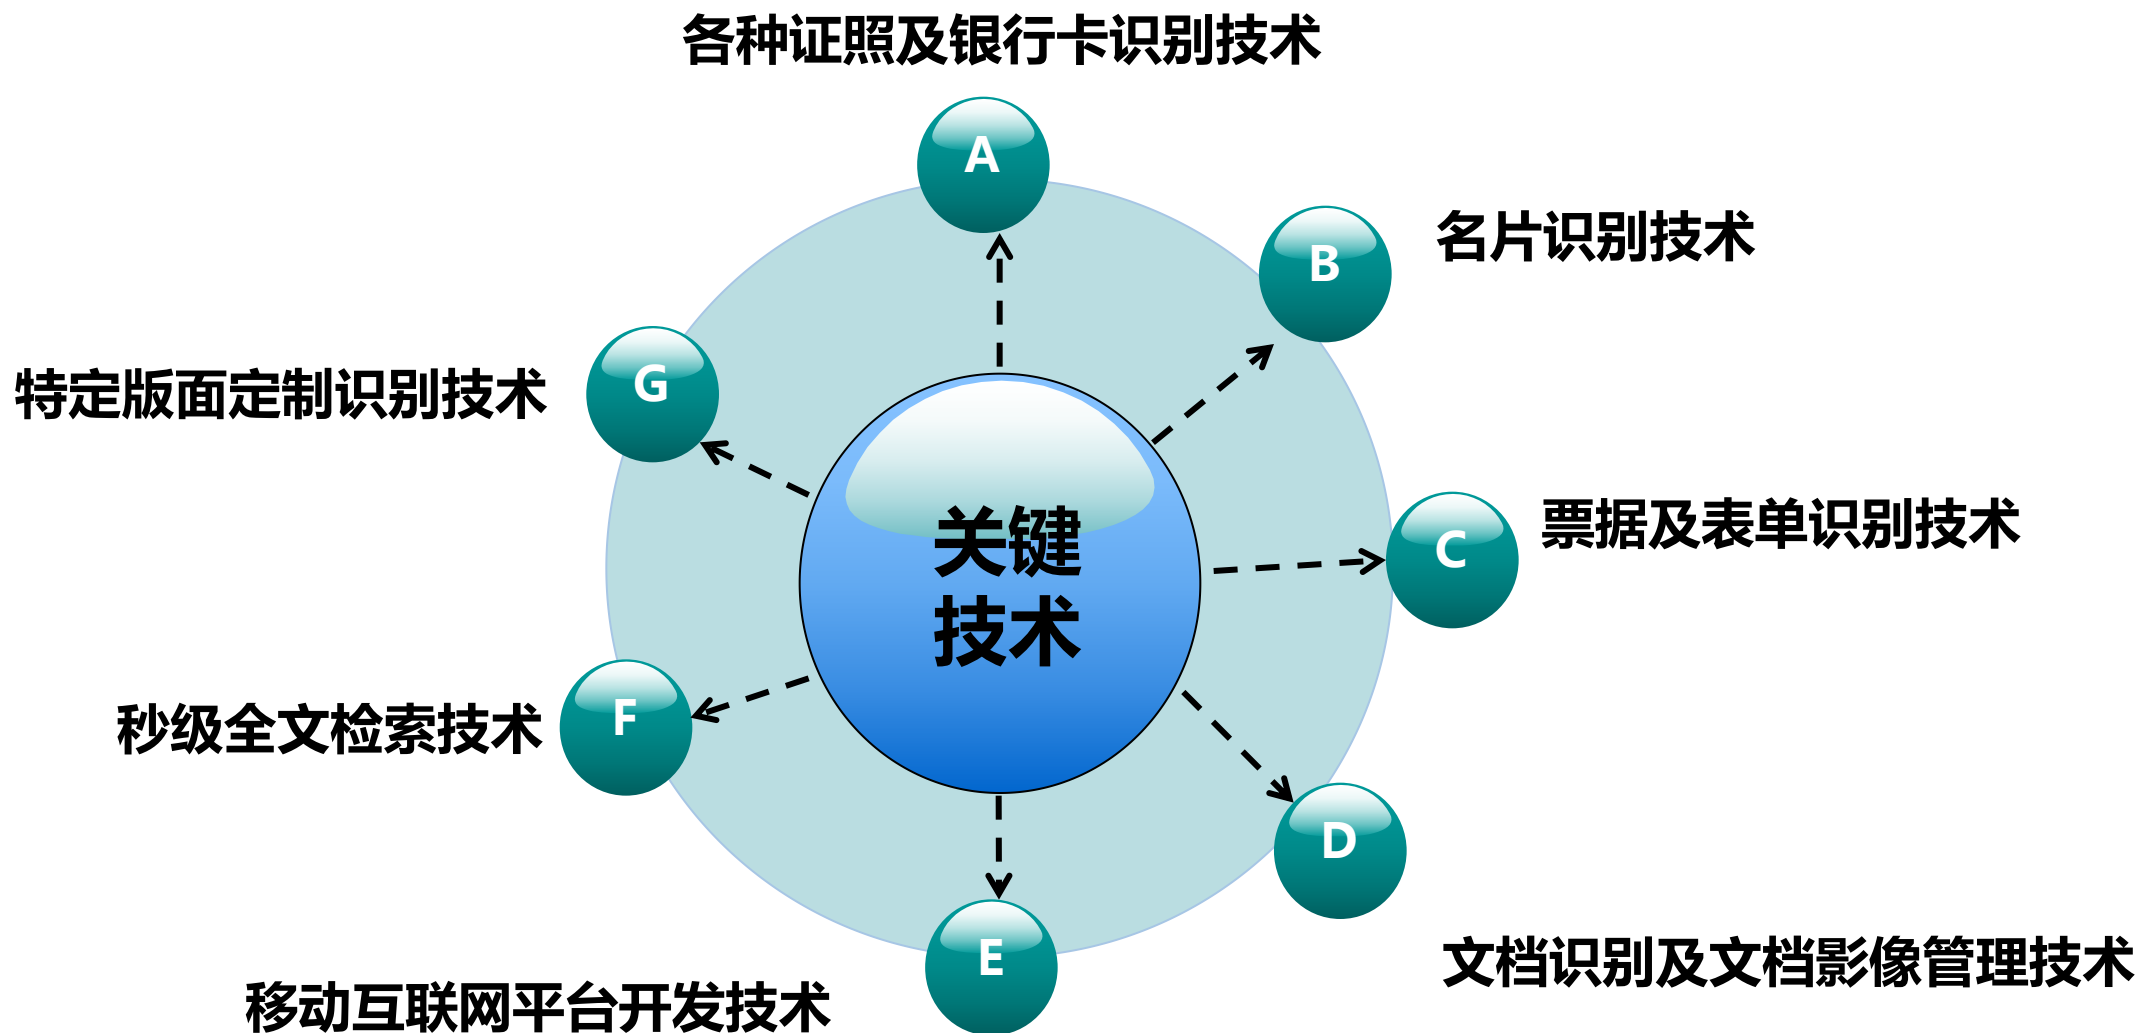 各种证照及银行卡识别技术
A
B
名片识别技术
G
特定版面定制识别技术
关键
技术
C
票据及表单识别技术
F
秒级全文检索技术
D
文档识别及文档影像管理技术
E
移动互联网平台开发技术